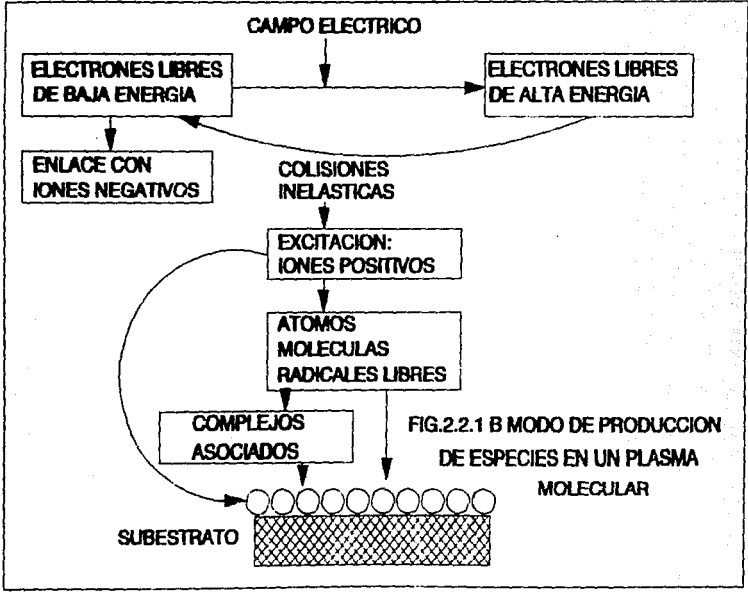 CAMPO ELECTRICO
ELECTRONES LIBRES
DE BAJA ENERGIA
ELECTRONES LIBRES
DE ALTA ENERGIA
ENLACE CON
IONES NEGATIVOS
COLISIONES
INELASTICAS
EXCITACION:
IONES POSITIVOS
ATOMOS
MOLECULAS
RADICALES LIBRES
COMPLEJOS
ASOCIADOS
FIG.2.2.1 B MODO DE PRODUCCION
DE ESPECIES EN UN PLASMA
MOLECULAR
SUBESTRATO